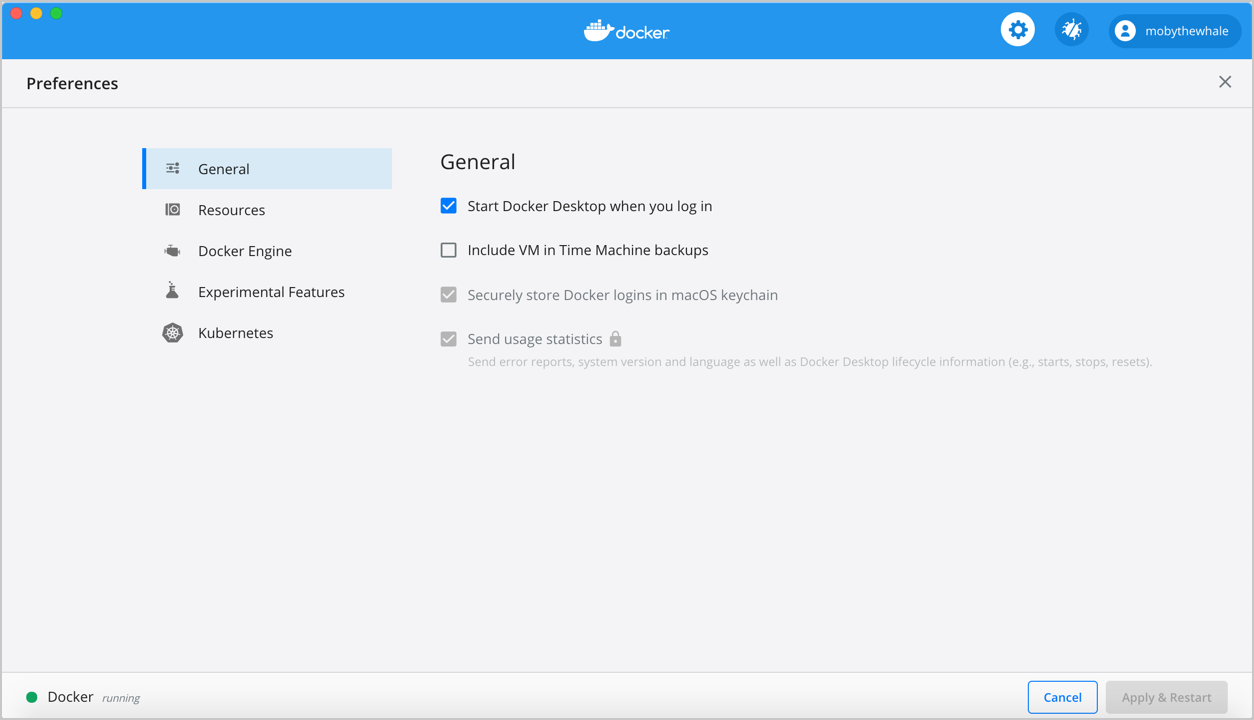 docker
mobythewhale
Preferences
General
Resources
Docker Engine
Experimental Features
Kubernetes
General
Start Docker Desktop when you log in
Include VM in Time Machine backups
Securely store Docker logins in macOS keychain
Send usage statistics
Send error reports, system version and language as well as Docker Desktop lifecycle information (e.g., starts, stops, resets).
Docker running
Cancel
Apply & Restart